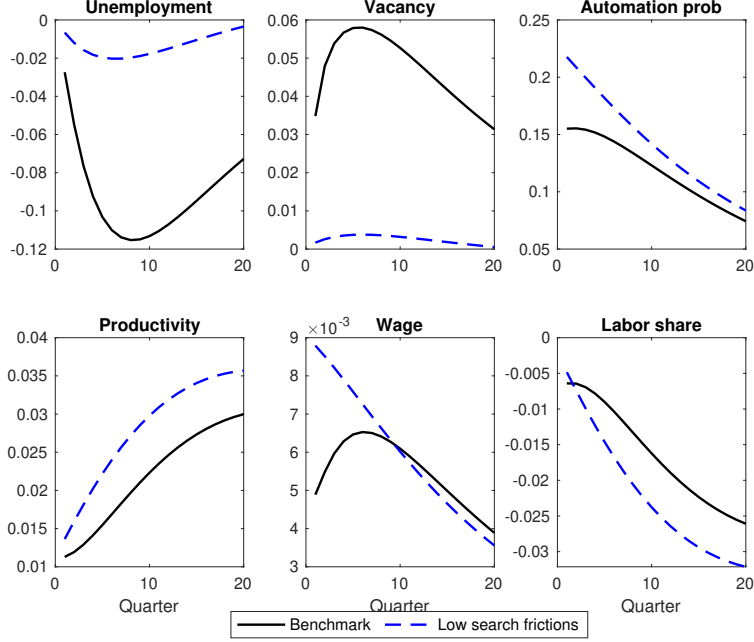 Unemployment
0
-0.02
-0.04
-0.06
-0.08
-0.1
-0.12
0 10 20
Vacancy
0.06
0.05
0.04
0.03
0.02
0.01
0
0 10 20
Automation prob
0.25
0.2
0.15
0.1
0.05
0 10 20
Productivity
0.04
0.035
0.03
0.025
0.02
0.015
0.01
0 10 20
Quarter
Wage
×10⁻³
9
8
7
6
5
4
3
0 10 20
Quarter
Labor share
0
-0.005
-0.01
-0.015
-0.02
-0.025
-0.03
0 10 20
Quarter
Benchmark Low search frictions